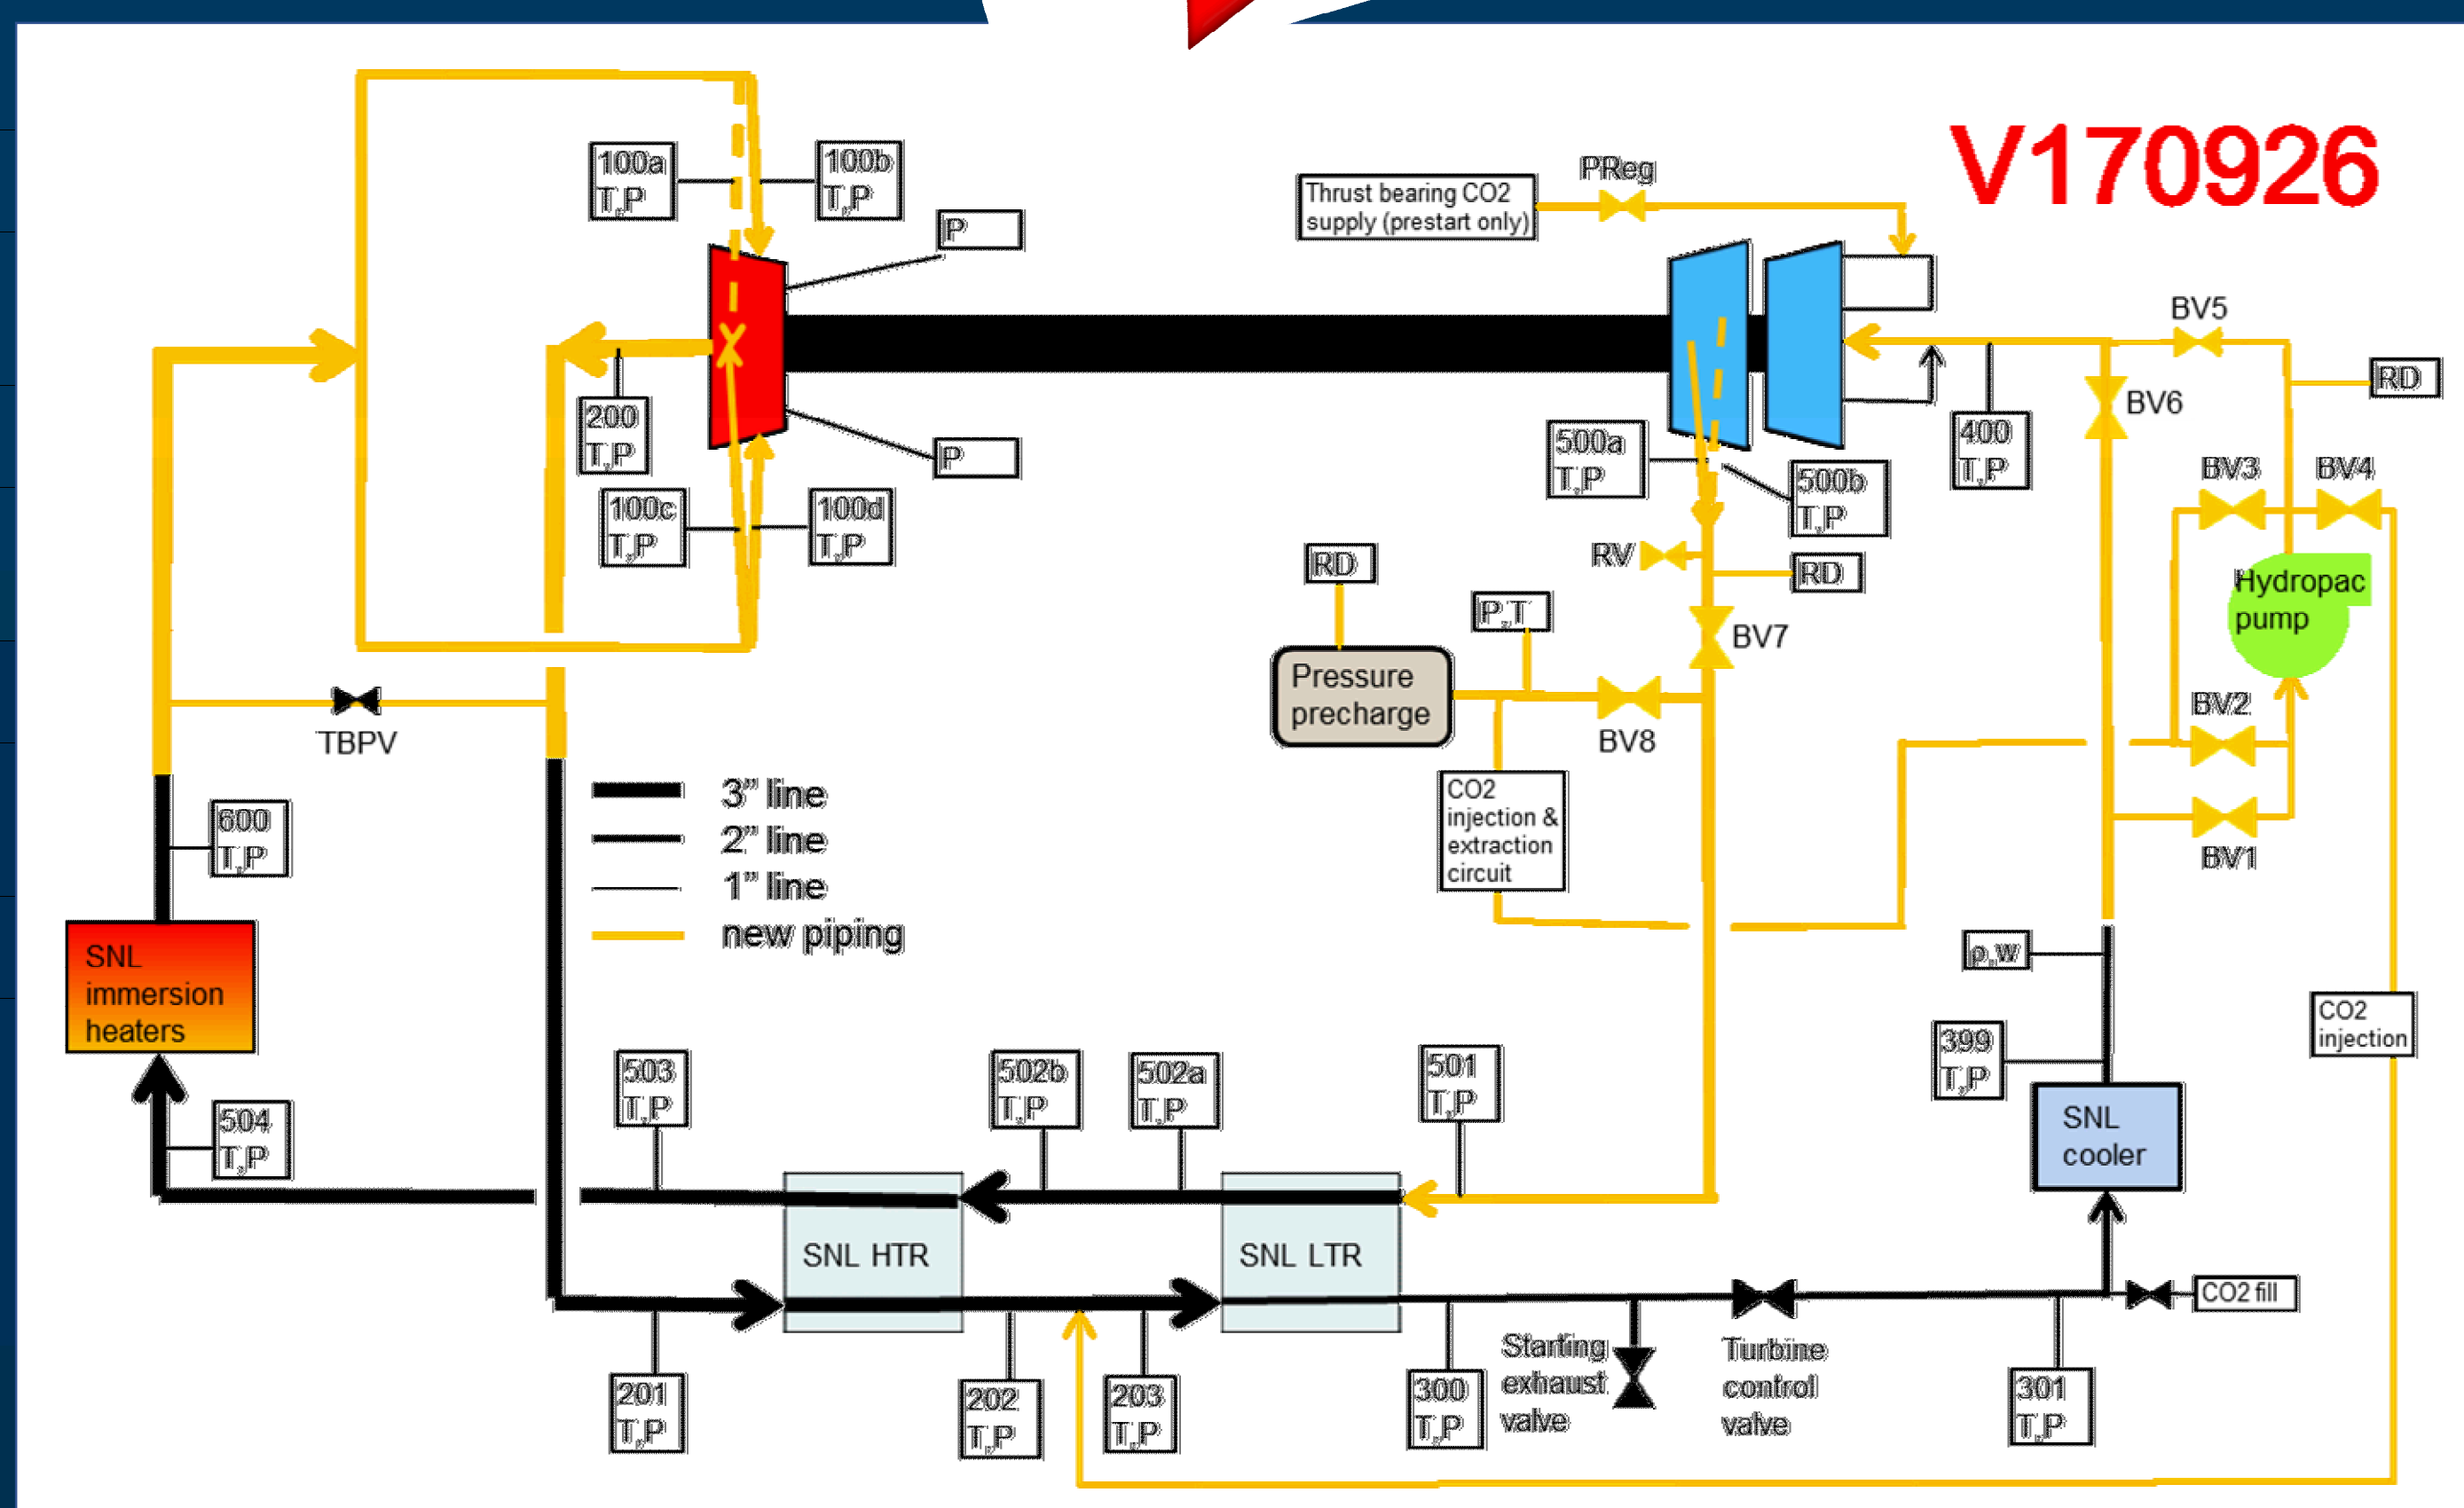 V170926
100a
T,P
100b
T,P
P
Thrust bearing CO2
supply (prestart only)
PReg
BV5
RD
BV6
200
T,P
P
400
T,P
500a
T,P
500b
T,P
BV3
BV4
100c
T,P
100d
T,P
RV
RD
RD
P,T
BV7
Hydropac
pump
Pressure
precharge
BV8
BV2
TBPV
3” line
2” line
1” line
new piping
CO2
injection &
extraction
circuit
BV1
600
T,P
SNL
immersion
heaters
p,w
CO2
injection
399
T,P
503
T,P
502b
T,P
502a
T,P
501
T,P
504
T,P
SNL
cooler
SNL HTR
SNL LTR
CO2 fill
201
T,P
202
T,P
203
T,P
300
T,P
Starting
exhaust
valve
Turbine
control
valve
301
T,P